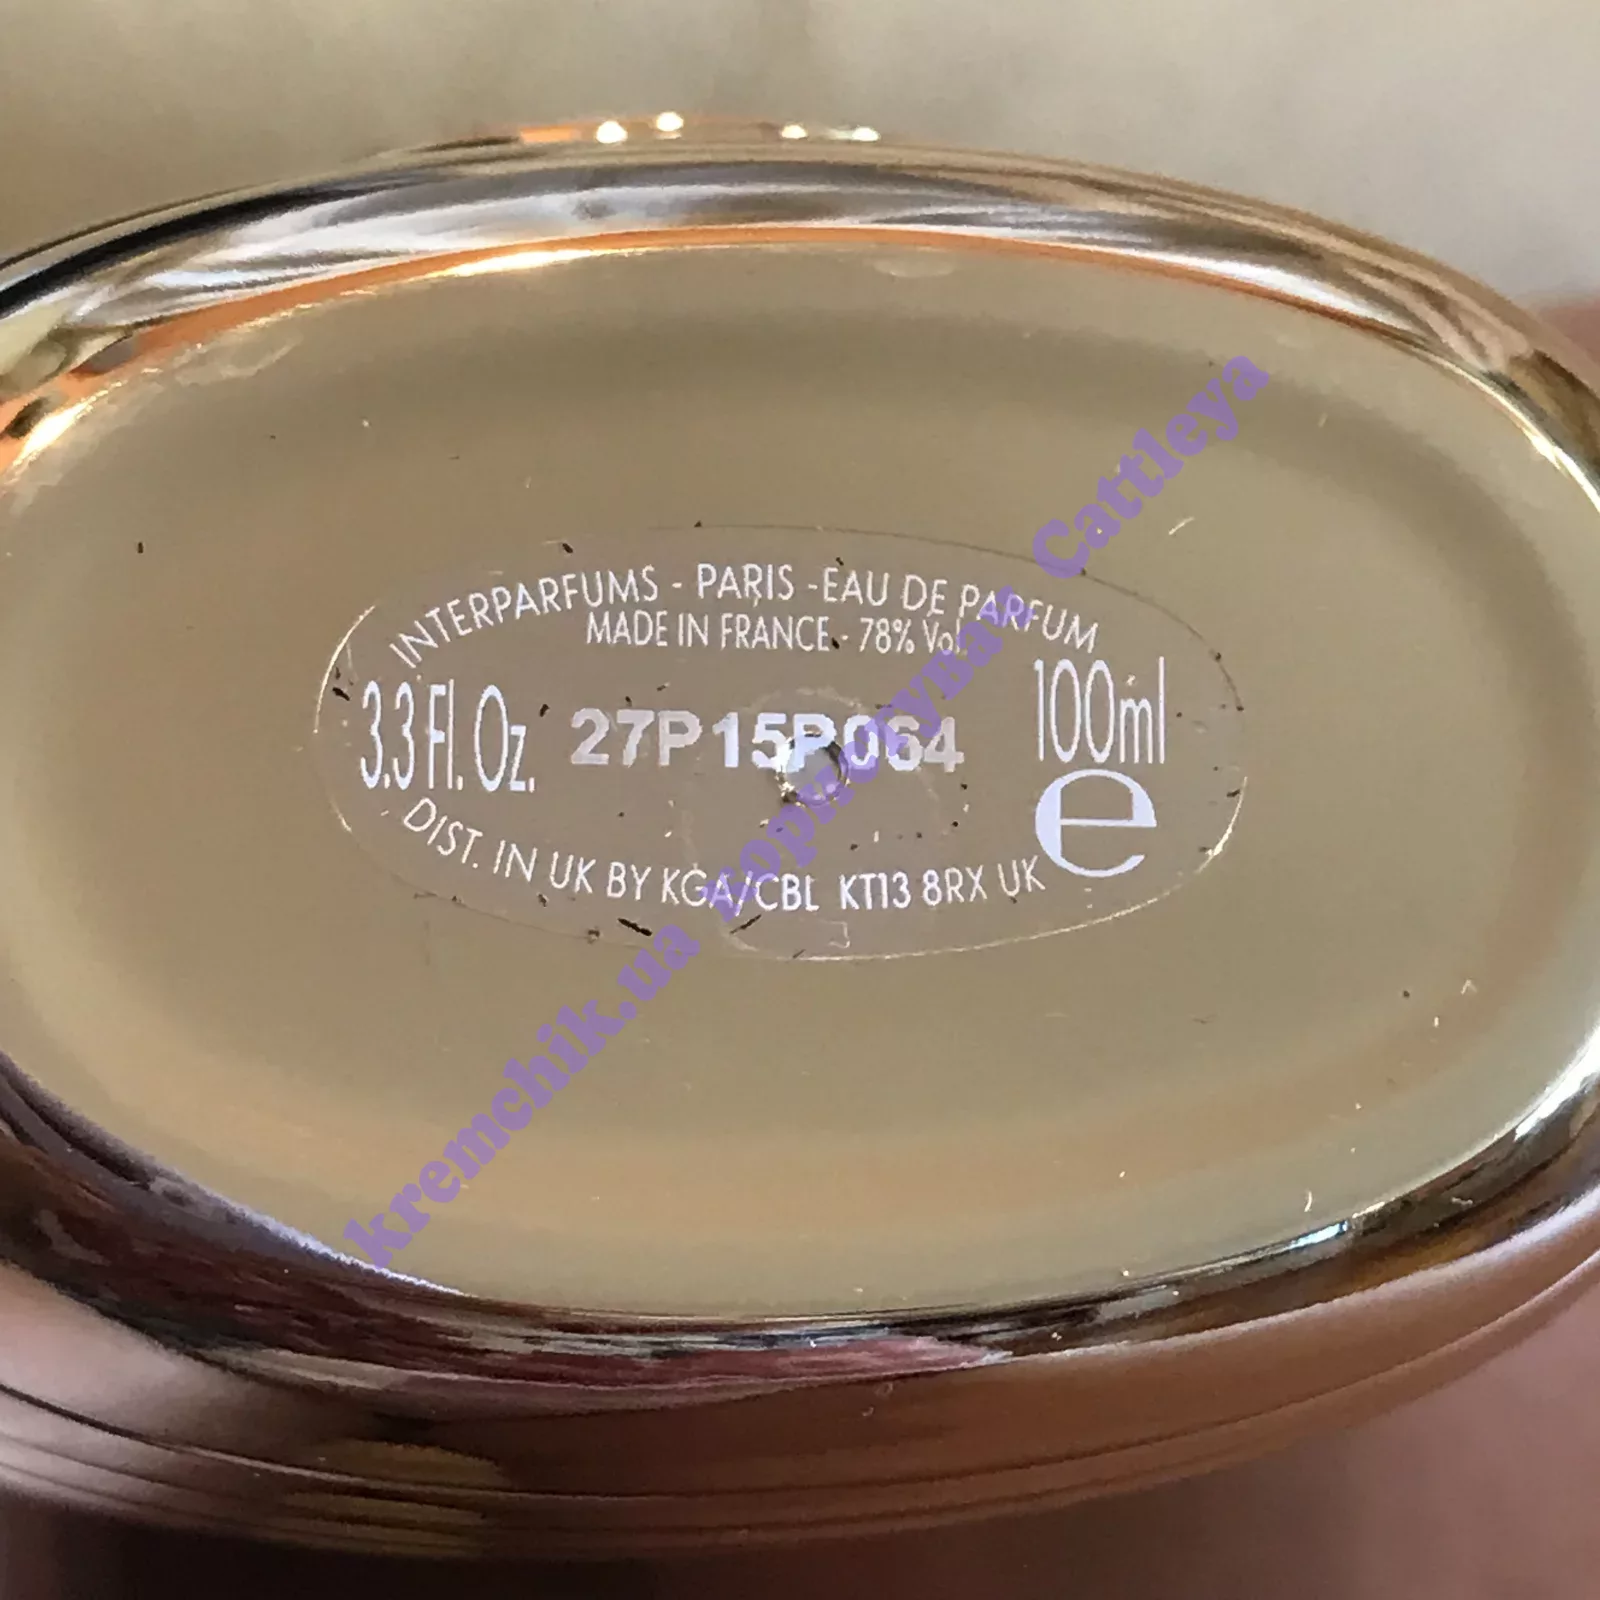 INTERPARFUMS - PARIS - EAU DE PARFUM
MADE IN FRANCE - 78% Vol
3.3 Fl. Oz. 27P15P064 100ml
e
DIST. IN UK BY KGA/CBL KT13 8RX UK
kremchik.ua користувач Cattleya